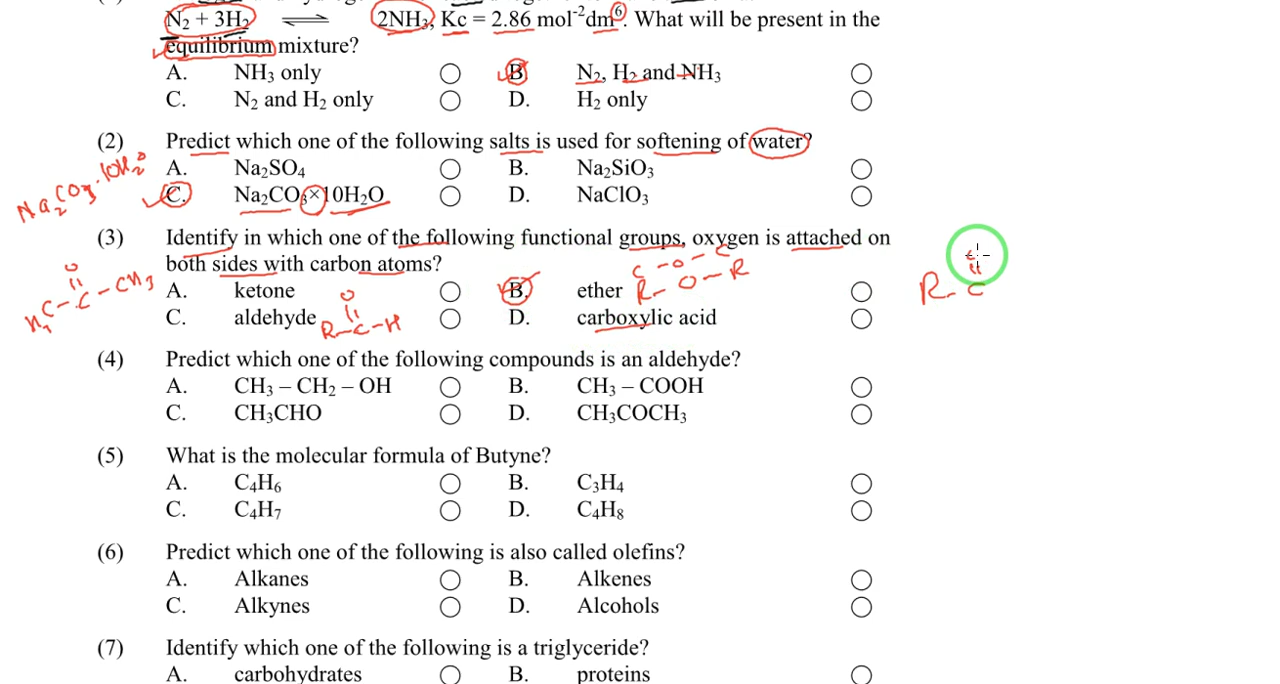 N₂ + 3H₂ ⇌ 2NH₃, Kc = 2.86 mol⁻²dm⁶. What will be present in the
equilibrium mixture?
A. NH₃ only B. N₂, H₂ and NH₃
C. N₂ and H₂ only D. H₂ only
(2) Predict which one of the following salts is used for softening of water?
Na₂CO₃·10H₂O
A. Na₂SO₄ B. Na₂SiO₃
C. Na₂CO₃×10H₂O D. NaClO₃
(3) Identify in which one of the following functional groups, oxygen is attached on
both sides with carbon atoms?
C-O-C
A. ketone B. ether R-O-R
O
H₃C-C-CH₃
C. aldehyde D. carboxylic acid
O
R-C-H
R-C
(4) Predict which one of the following compounds is an aldehyde?
A. CH₃ – CH₂ – OH B. CH₃ – COOH
C. CH₃CHO D. CH₃COCH₃
(5) What is the molecular formula of Butyne?
A. C₄H₆ B. C₃H₄
C. C₄H₇ D. C₄H₈
(6) Predict which one of the following is also called olefins?
A. Alkanes B. Alkenes
C. Alkynes D. Alcohols
(7) Identify which one of the following is a triglyceride?
A. carbohydrates B. proteins